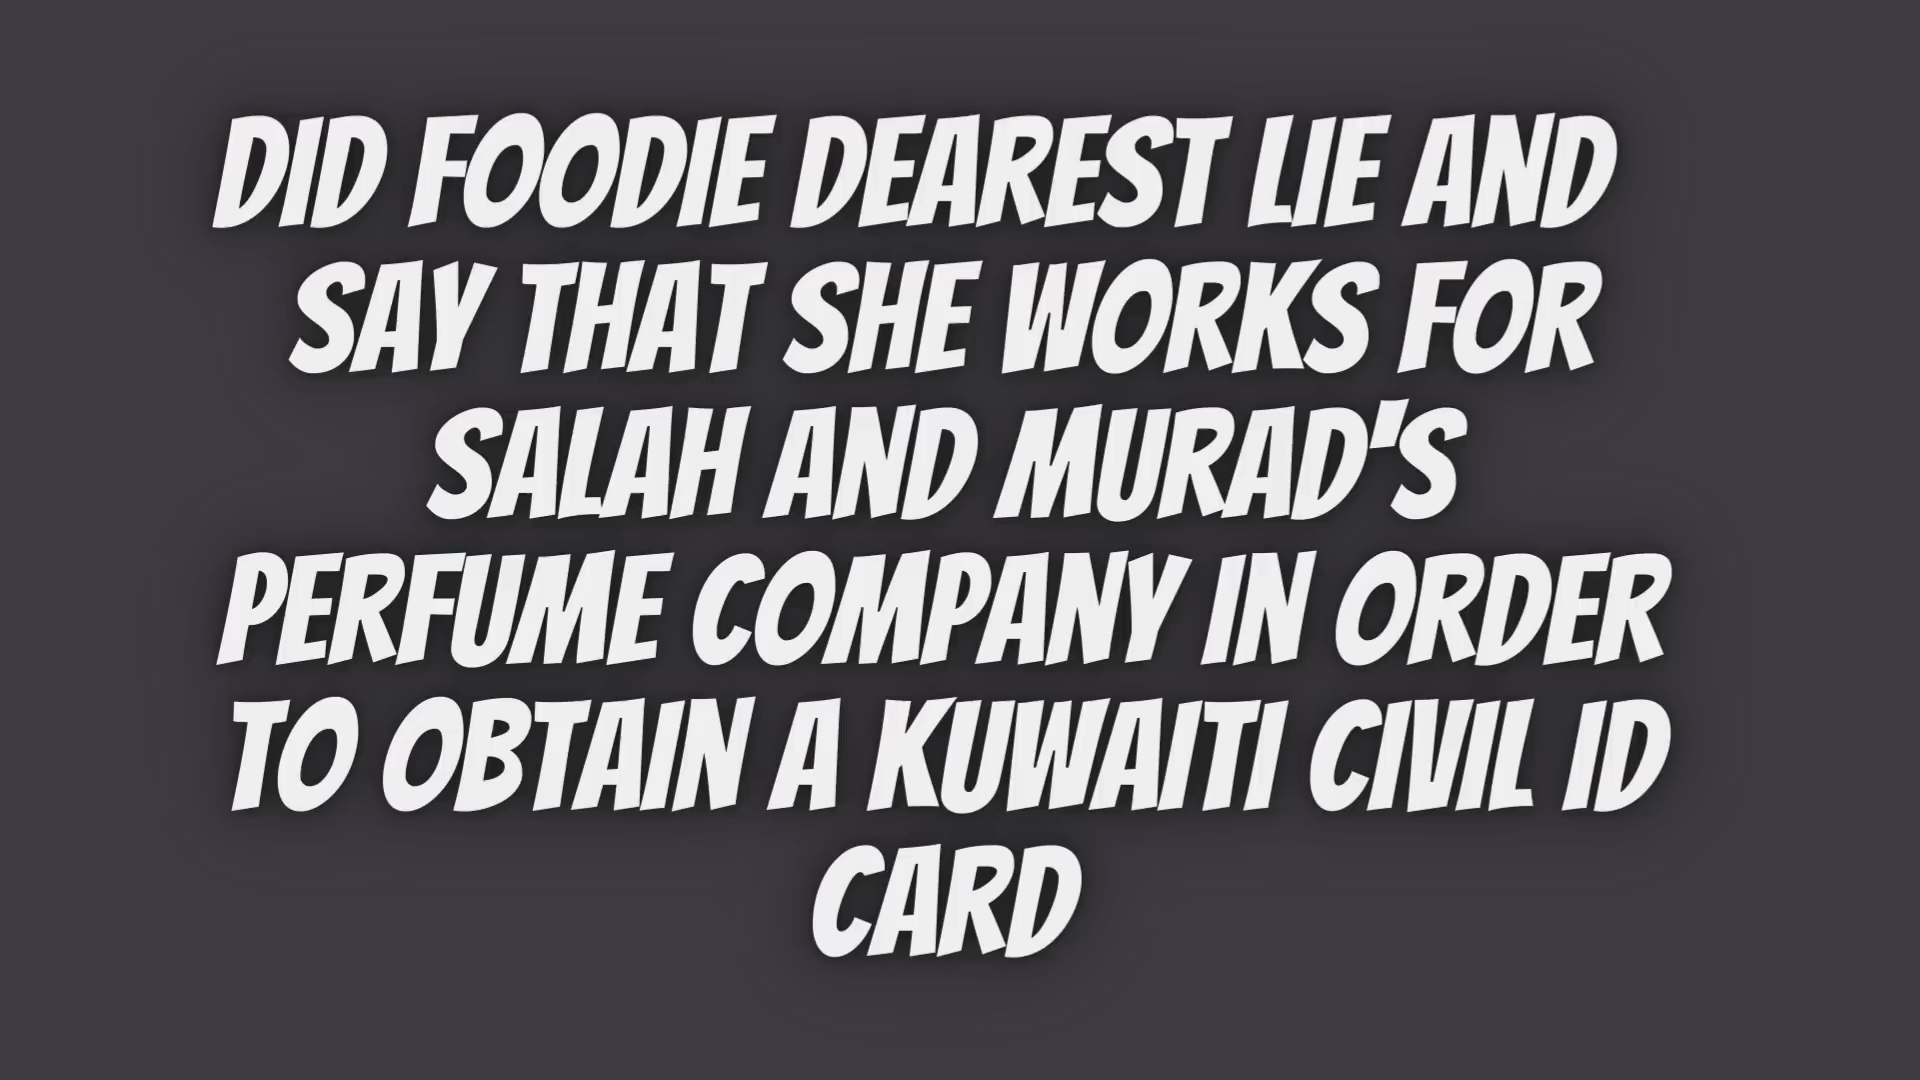 DID FOODIE DEAREST LIE AND
SAY THAT SHE WORKS FOR
SALAH AND MURAD'S
PERFUME COMPANY IN ORDER
TO OBTAIN A KUWAITI CIVIL ID
CARD